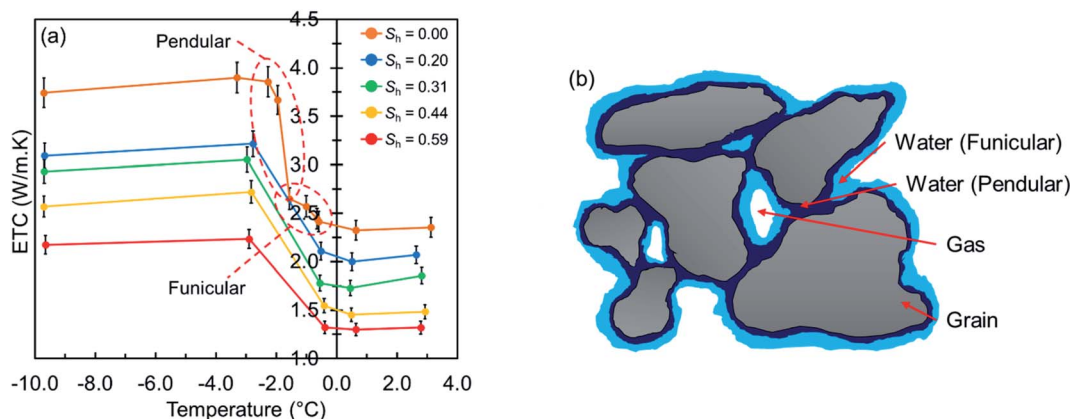 (a)
Pendular
Funicular
ETC (W/m.K)
4.5
4.0
3.5
3.0
2.5
2.0
1.5
1.0
-10.0 -8.0 -6.0 -4.0 -2.0 0.0 2.0 4.0
Temperature (°C)
Sh = 0.00
Sh = 0.20
Sh = 0.31
Sh = 0.44
Sh = 0.59
(b)
Water (Funicular)
Water (Pendular)
Gas
Grain